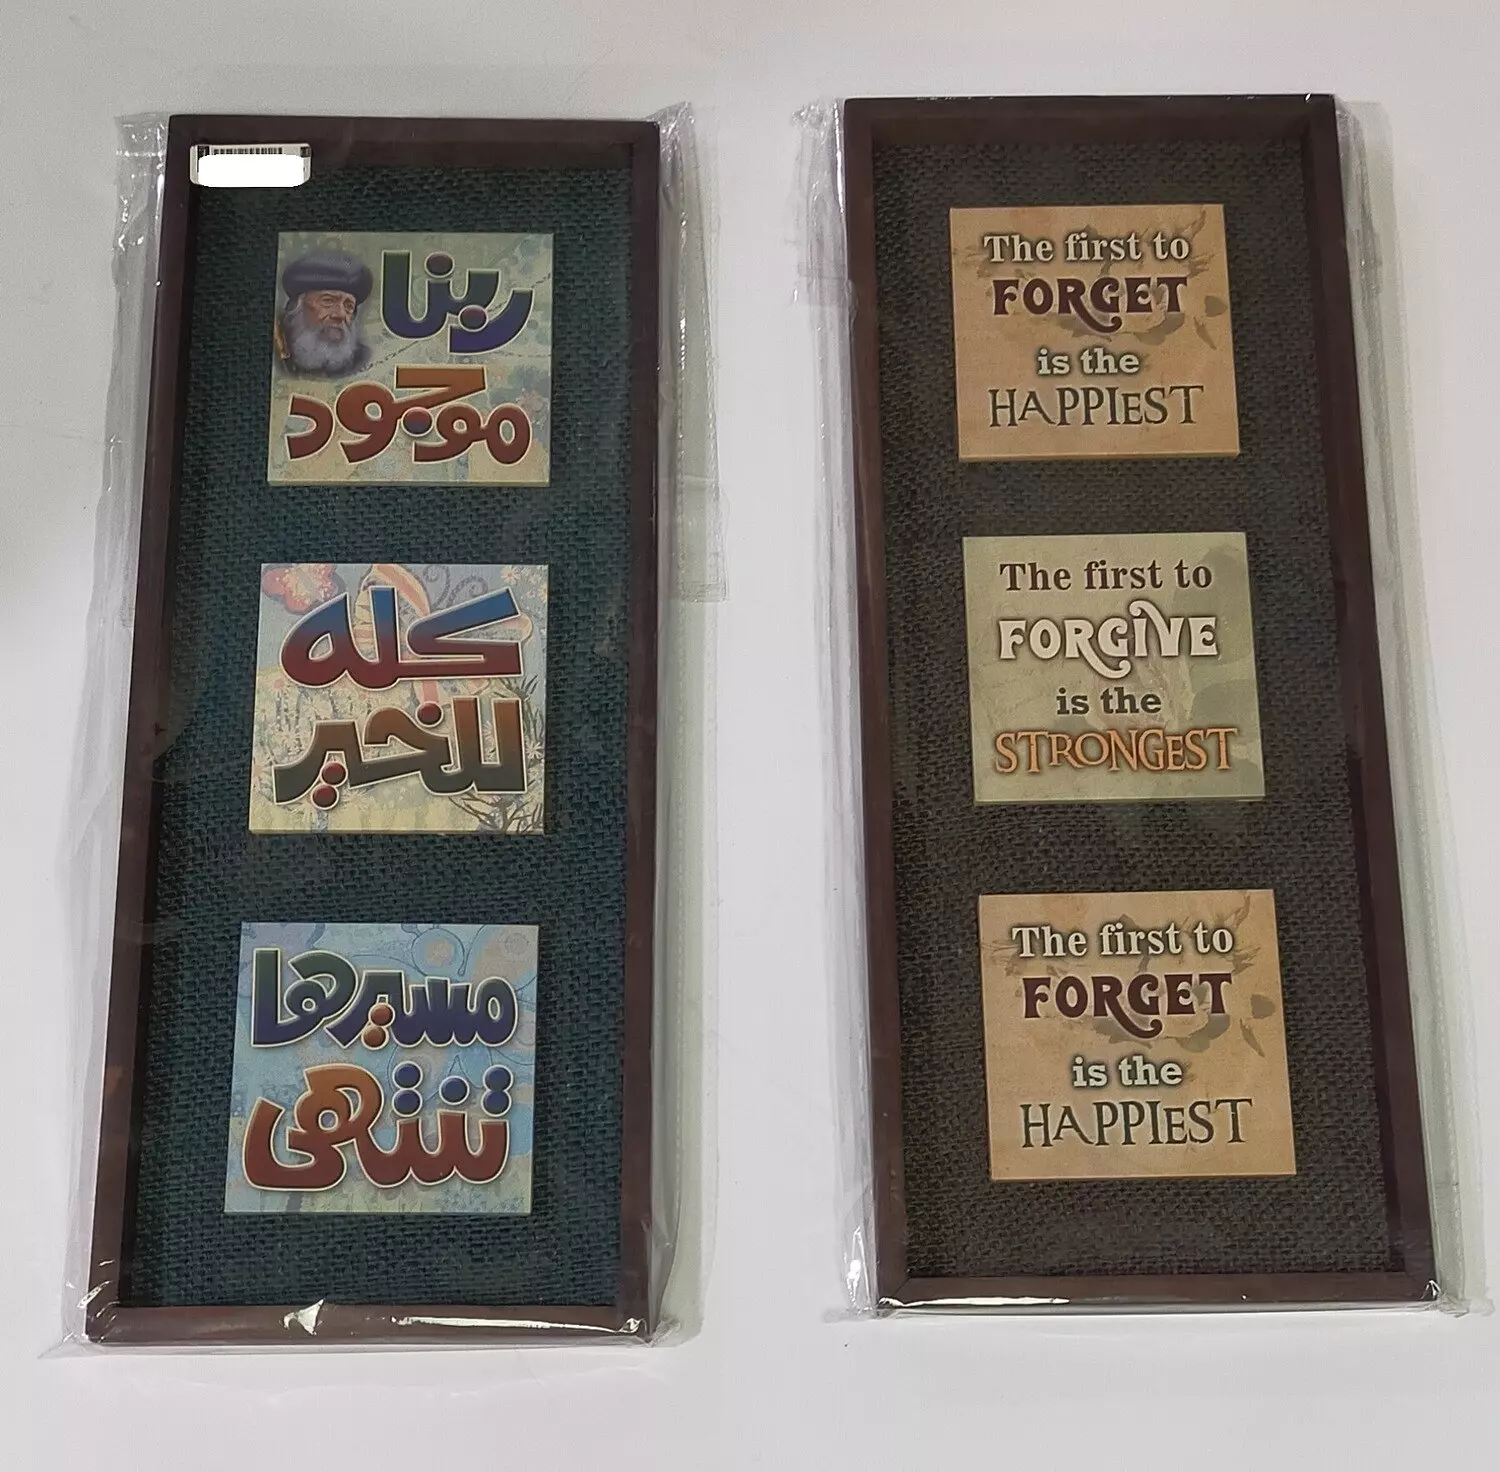 ربنا
موجود
كله
للخير
مسيرها
تنتهى
The first to
FORGET
is the
HAPPIEST
The first to
FORGIVE
is the
STRONGEST
The first to
FORGET
is the
HAPPIEST